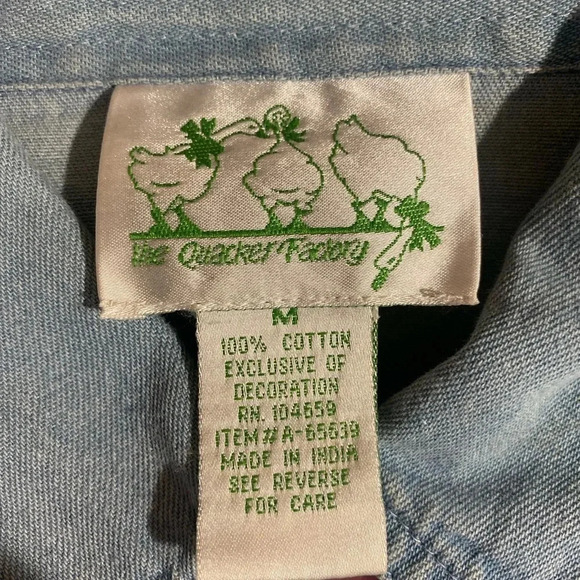 the Quacker Factory
M
100% COTTON
EXCLUSIVE OF
DECORATION
RN. 104659
ITEM# A-65639
MADE IN INDIA
SEE REVERSE
FOR CARE